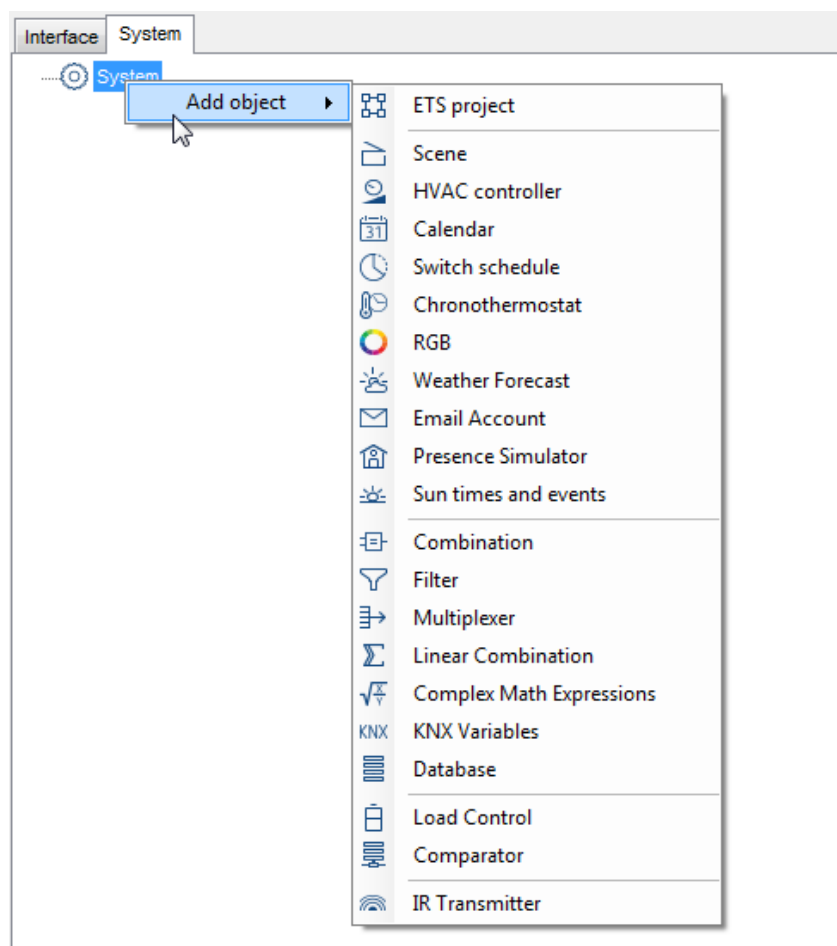 Interface System
System
Add object
ETS project
Scene
HVAC controller
31 Calendar
Switch schedule
Chronothermostat
RGB
Weather Forecast
Email Account
Presence Simulator
Sun times and events
Combination
Filter
Multiplexer
Linear Combination
√X/Y Complex Math Expressions
KNX KNX Variables
Database
Load Control
Comparator
IR Transmitter